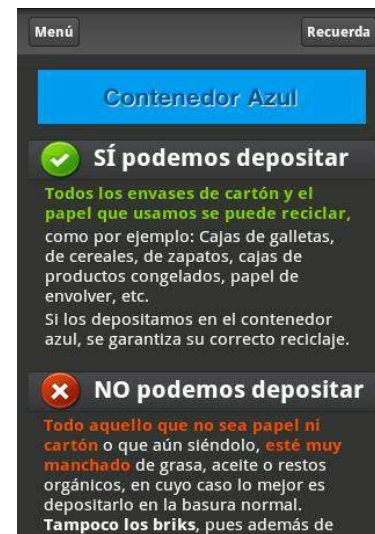 Menú
Recuerda
Contenedor Azul
SÍ podemos depositar
Todos los envases de cartón y el
papel que usamos se puede reciclar,
como por ejemplo: Cajas de galletas,
de cereales, de zapatos, cajas de
productos congelados, papel de
envolver, etc.
Si los depositamos en el contenedor
azul, se garantiza su correcto reciclaje.
NO podemos depositar
Todo aquello que no sea papel ni
cartón o que aún siéndolo, esté muy
manchado de grasa, aceite o restos
orgánicos, en cuyo caso lo mejor es
depositarlo en la basura normal.
Tampoco los briks, pues además de